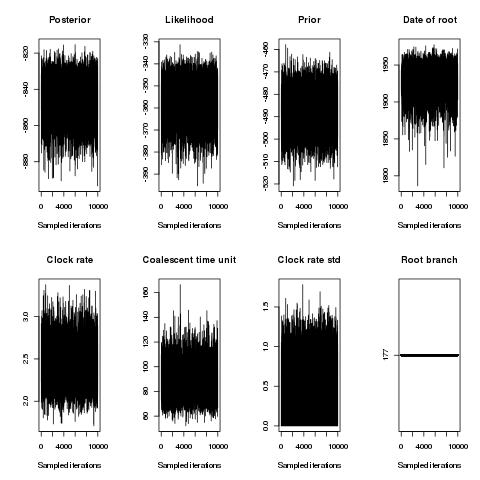 Posterior
Likelihood
Prior
Date of root
-820
-840
-860
-880
0 4000 10000
Sampled iterations
-330
-340
-350
-360
-370
-380
-390
0 4000 10000
Sampled iterations
-460
-470
-480
-490
-500
-510
-520
0 4000 10000
Sampled iterations
1950
1900
1850
1800
0 4000 10000
Sampled iterations
Clock rate
Coalescent time unit
Clock rate std
Root branch
3.0
2.5
2.0
0 4000 10000
Sampled iterations
160
140
120
100
80
60
0 4000 10000
Sampled iterations
1.5
1.0
0.5
0.0
0 4000 10000
Sampled iterations
177
0 4000 10000
Sampled iterations